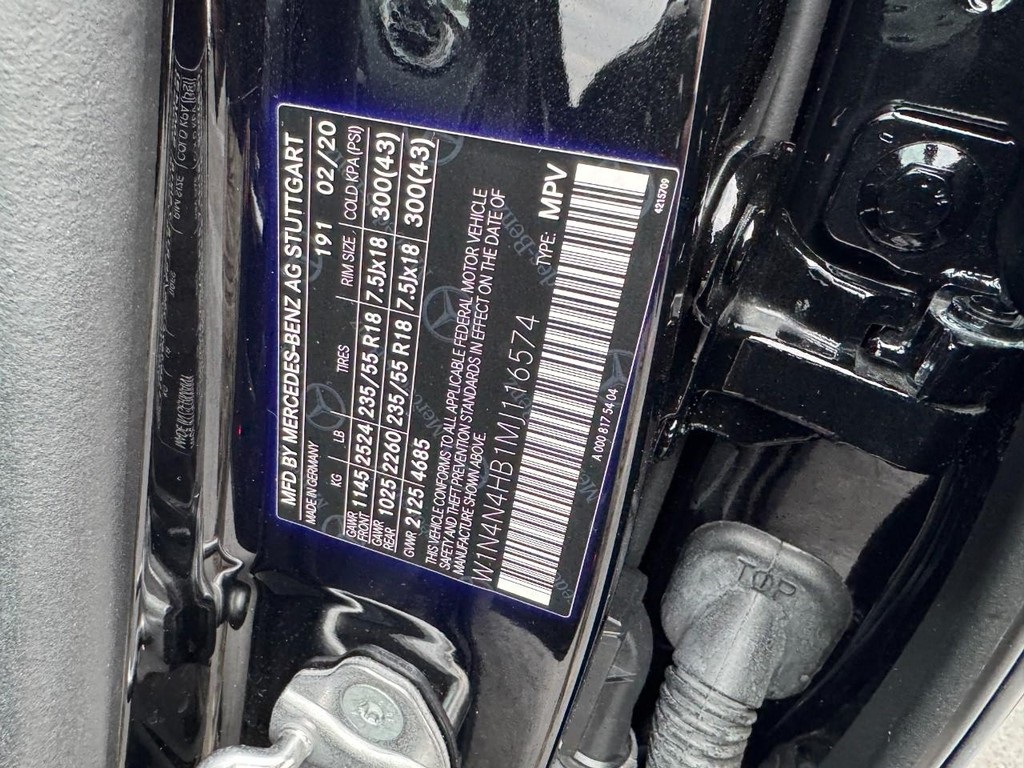 MFD BY MERCEDES-BENZ AG STUTTGART
MADE IN GERMANY 191 02/20
KG LB TIRES RIM SIZE COLD KPA (PSI)
GAWR FRONT 1145 2524 235/55 R18 7.5Jx18 300(43)
GAWR REAR 1025 2260 235/55 R18 7.5Jx18 300(43)
GVWR 2125 4685
THIS VEHICLE CONFORMS TO ALL APPLICABLE FEDERAL MOTOR VEHICLE
SAFETY AND THEFT PREVENTION STANDARDS IN EFFECT ON THE DATE OF
MANUFACTURE SHOWN ABOVE
W1N4N4HB1MJ116574 TYPE: MPV
A 000 817 54 04
4215709
TOP